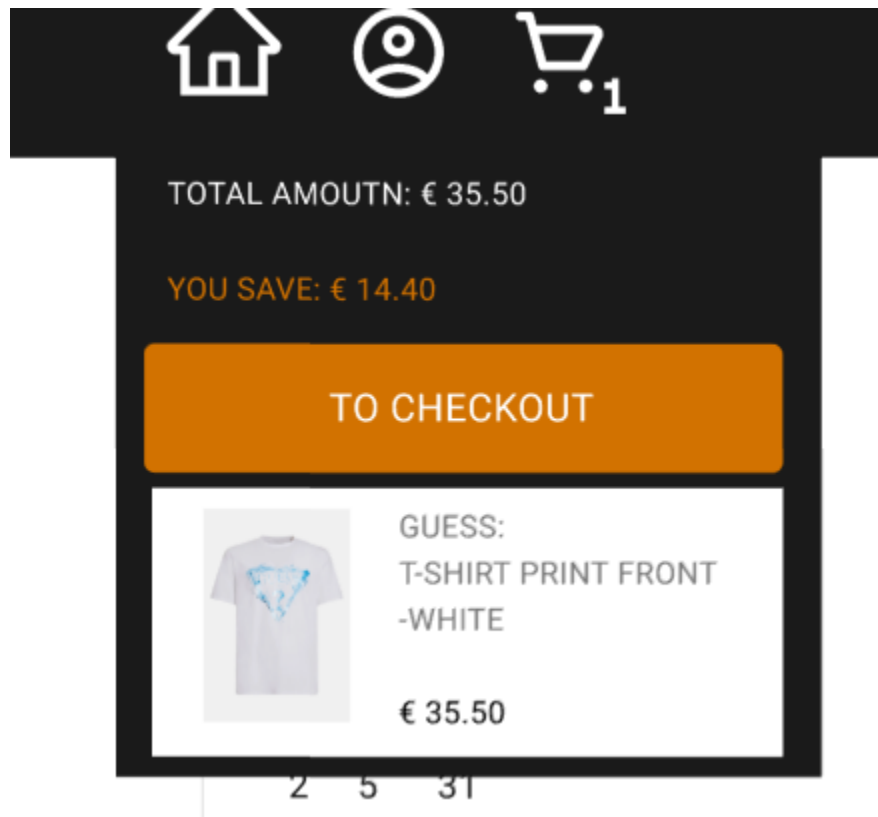 1
TOTAL AMOUTN: € 35.50
YOU SAVE: € 14.40
TO CHECKOUT
GUESS:
T-SHIRT PRINT FRONT
-WHITE
€ 35.50
2 5 31